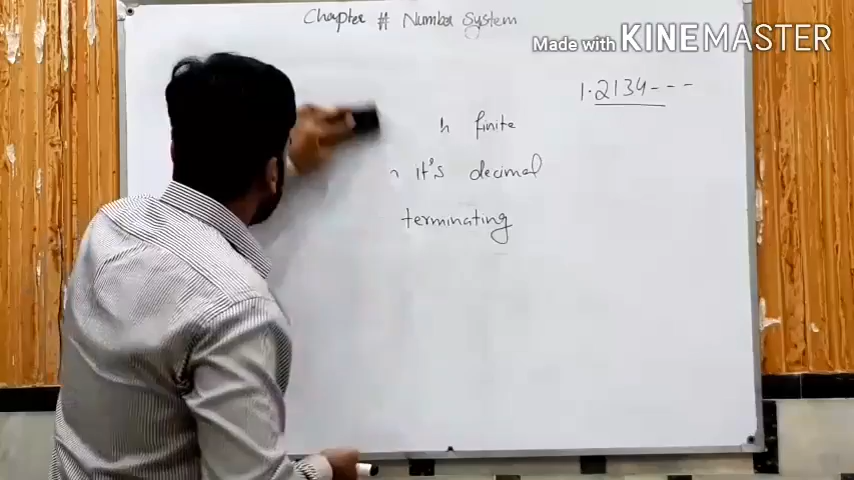 Chapter # Number System
Made with KINEMASTER
1.2134---
h finite
it's decimal
terminating